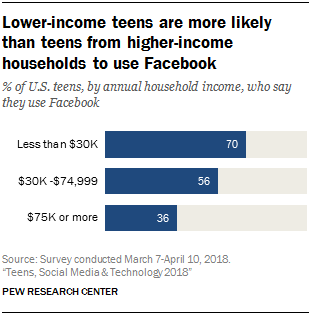 Lower-income teens are more likely
than teens from higher-income
households to use Facebook
% of U.S. teens, by annual household income, who say
they use Facebook
Less than $30K 70
$30K -$74,999 56
$75K or more 36
Source: Survey conducted March 7-April 10, 2018.
“Teens, Social Media & Technology 2018”
PEW RESEARCH CENTER